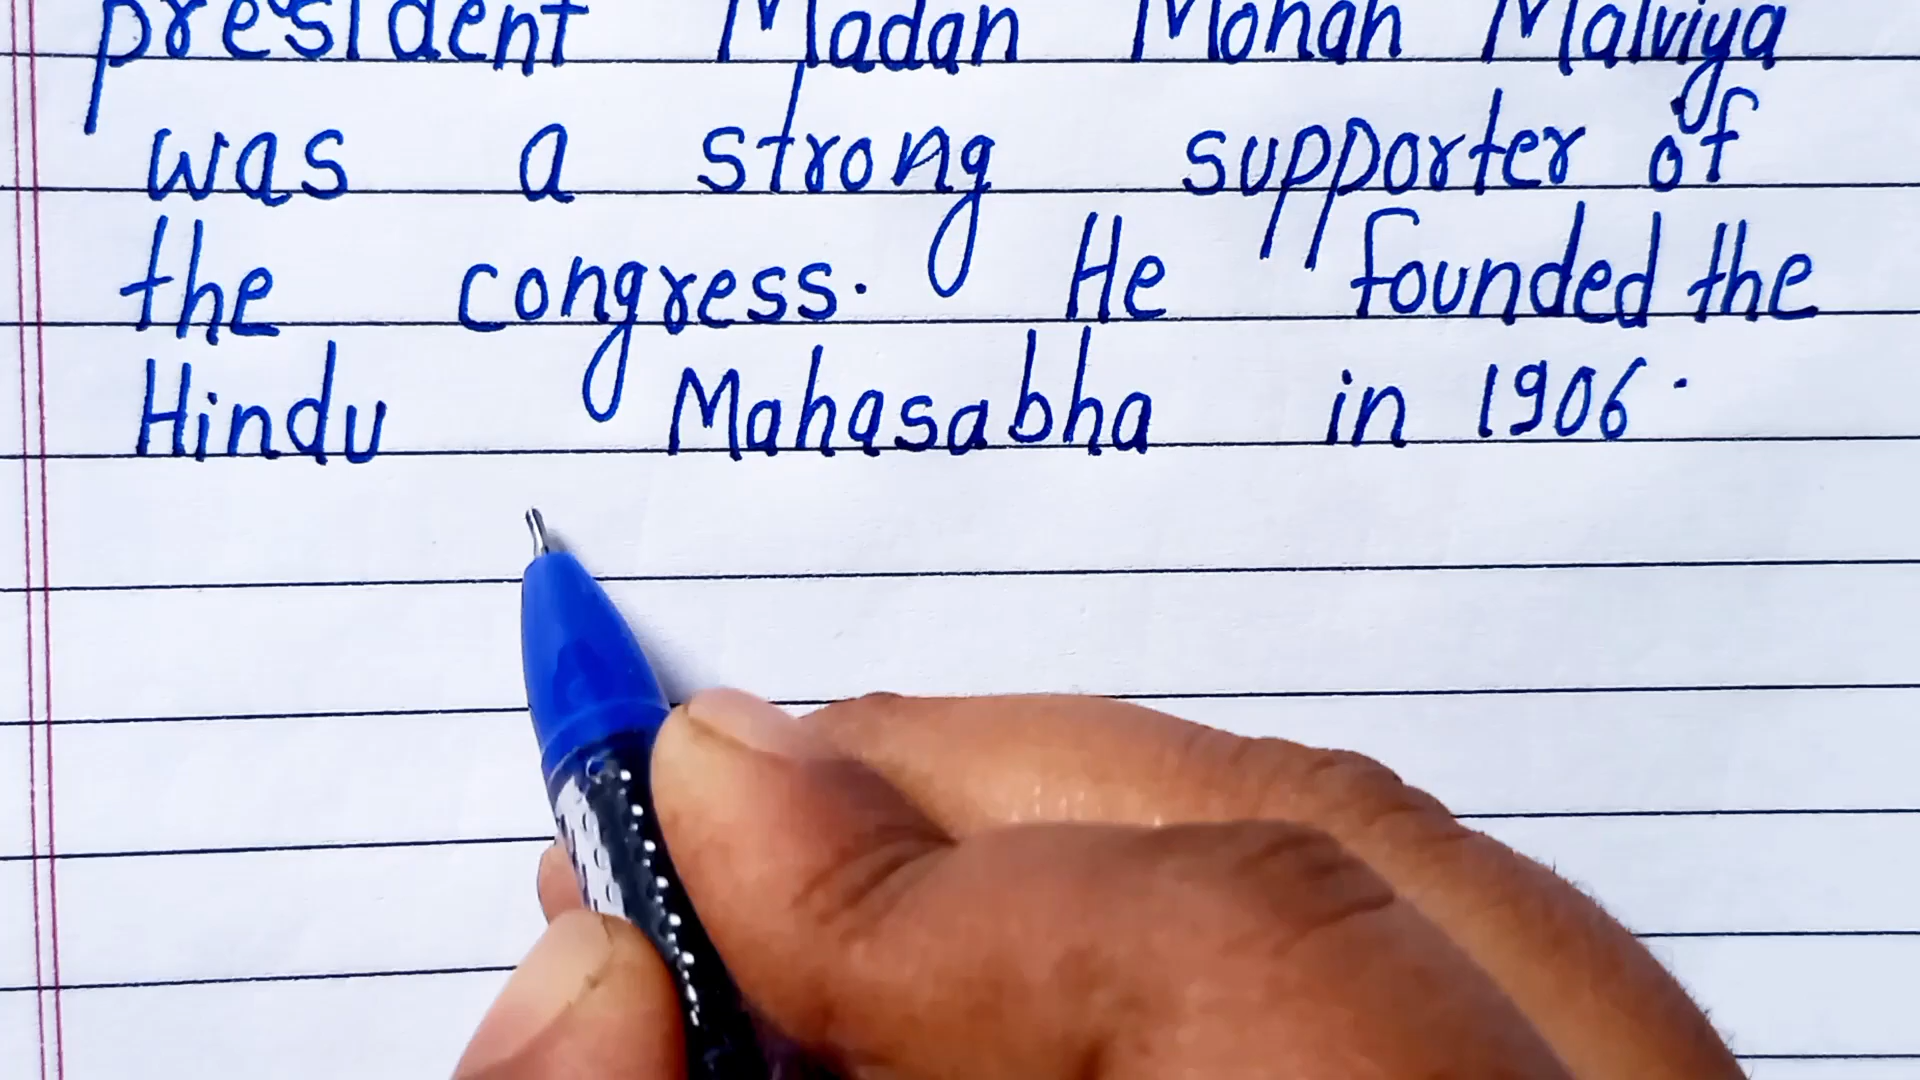 president Madan Mohan Malviya
was a strong supporter of
the congress. He founded the
Hindu Mahasabha in 1906.